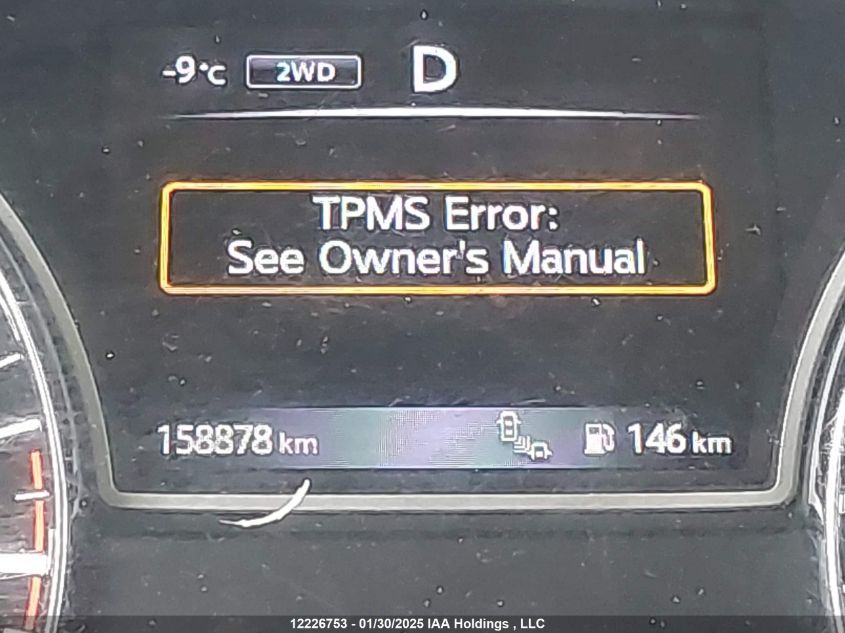 -9°C 2WD D
TPMS Error:
See Owner's Manual
158878 km 146 km
12226753 - 01/30/2025 IAA Holdings , LLC